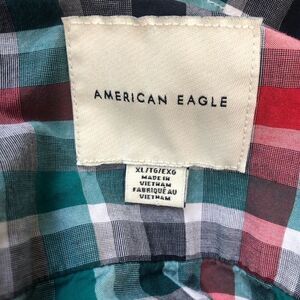 AMERICAN EAGLE
XL/TG/EXG
MADE IN
VIETNAM
FABRIQUÉ AU
VIETNAM